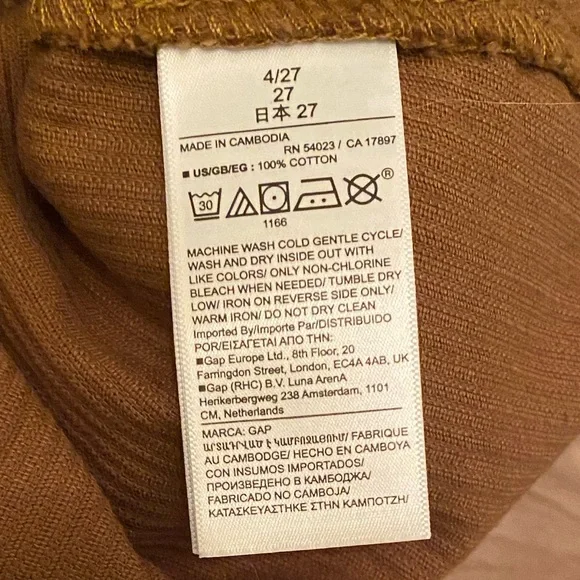 4/27
27
日本 27
MADE IN CAMBODIA
RN 54023 / CA 17897
■ US/GB/EG : 100% COTTON
30
®
1166
MACHINE WASH COLD GENTLE CYCLE/
WASH AND DRY INSIDE OUT WITH
LIKE COLORS/ ONLY NON-CHLORINE
BLEACH WHEN NEEDED/ TUMBLE DRY
LOW/ IRON ON REVERSE SIDE ONLY/
WARM IRON/ DO NOT DRY CLEAN
Imported By/Importe Par/DISTRIBUIDO
POR/ΕΙΣΑΓΕΤΑΙ ΑΠΟ ΤΗΝ:
■Gap Europe Ltd., 8th Floor, 20
Farringdon Street, London, EC4A 4AB, UK
■Gap (RHC) B.V. Luna ArenA
Herikerbergweg 238 Amsterdam, 1101
CM, Netherlands
MARCA: GAP
ԱՐՏԱԴՐՎԱԾ Է ԿԱՄԲՈՋԱՅՈՒՄ/ FABRIQUE
AU CAMBODGE/ HECHO EN CAMBOYA
CON INSUMOS IMPORTADOS/
ПРОИЗВЕДЕНО В КАМБОДЖА/
FABRICADO NO CAMBOJA/
ΚΑΤΑΣΚΕΥΑΣΤΗΚΕ ΣΤΗΝ ΚΑΜΠΟΤΖΗ/